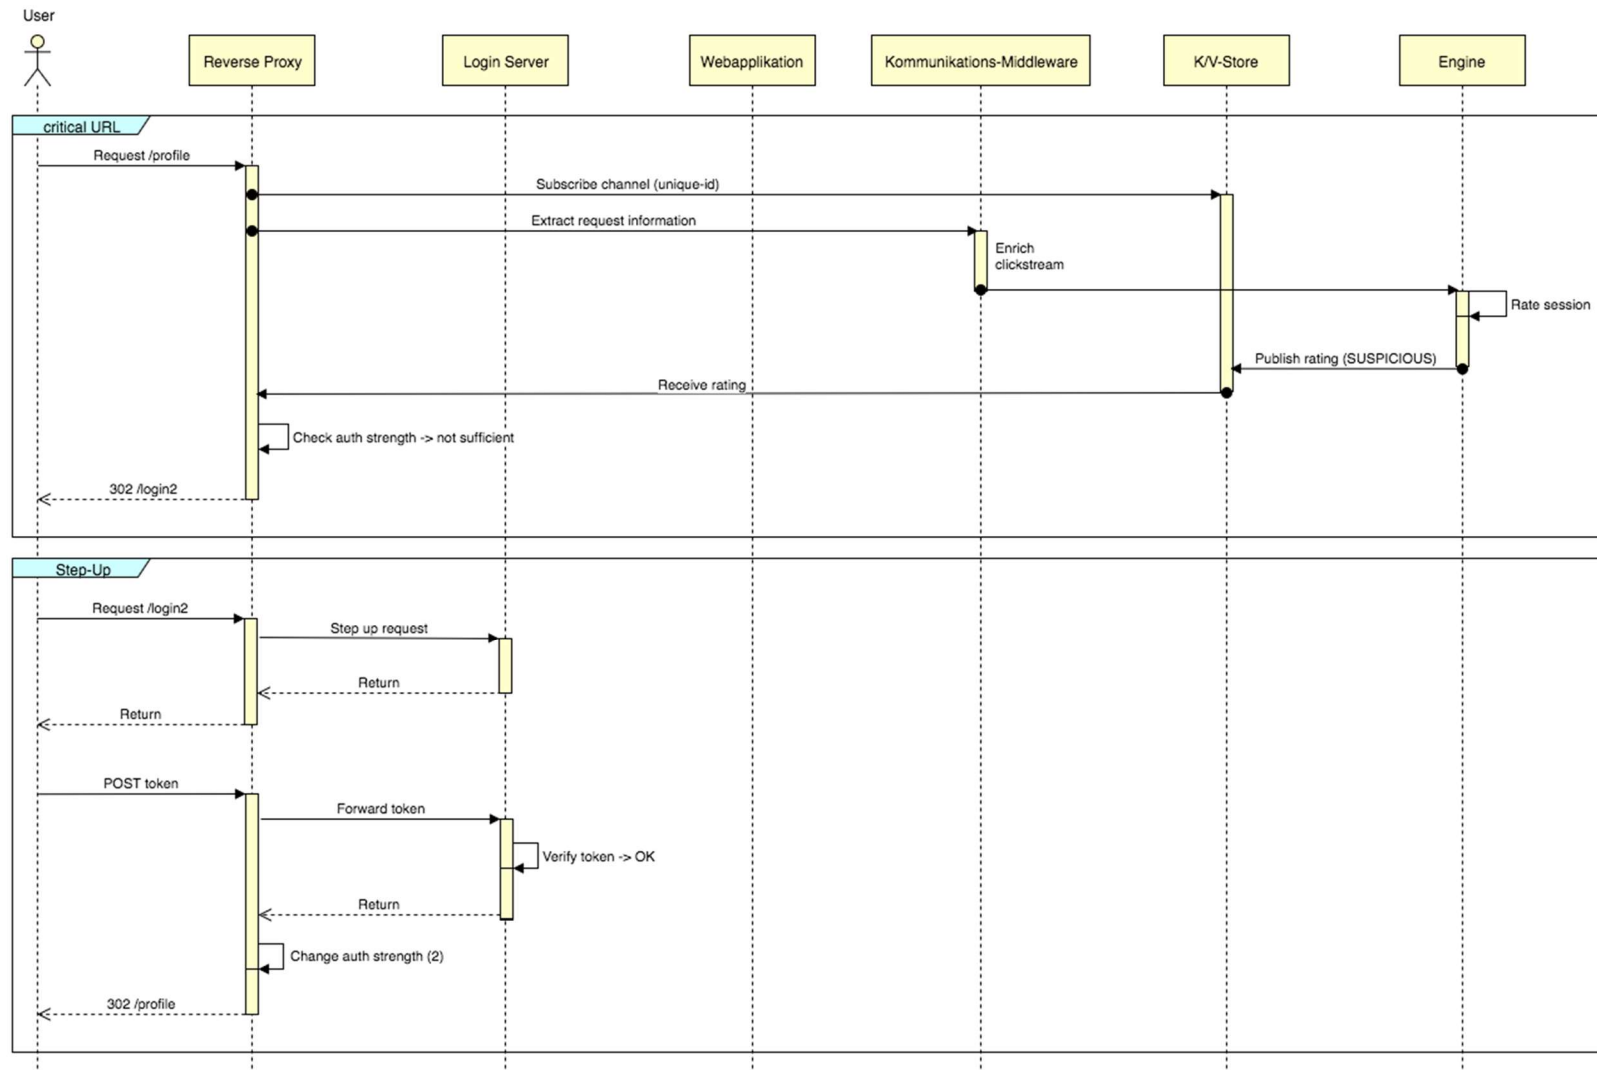 User
Reverse Proxy
Login Server
Webapplikation
Kommunikations-Middleware
K/V-Store
Engine
critical URL
Request /profile
Subscribe channel (unique-id)
Extract request information
Enrich
clickstream
Rate session
Publish rating (SUSPICIOUS)
Receive rating
Check auth strength -> not sufficient
302 /login2
Step-Up
Request /login2
Step up request
Return
Return
POST token
Forward token
Verify token -> OK
Return
Change auth strength (2)
302 /profile